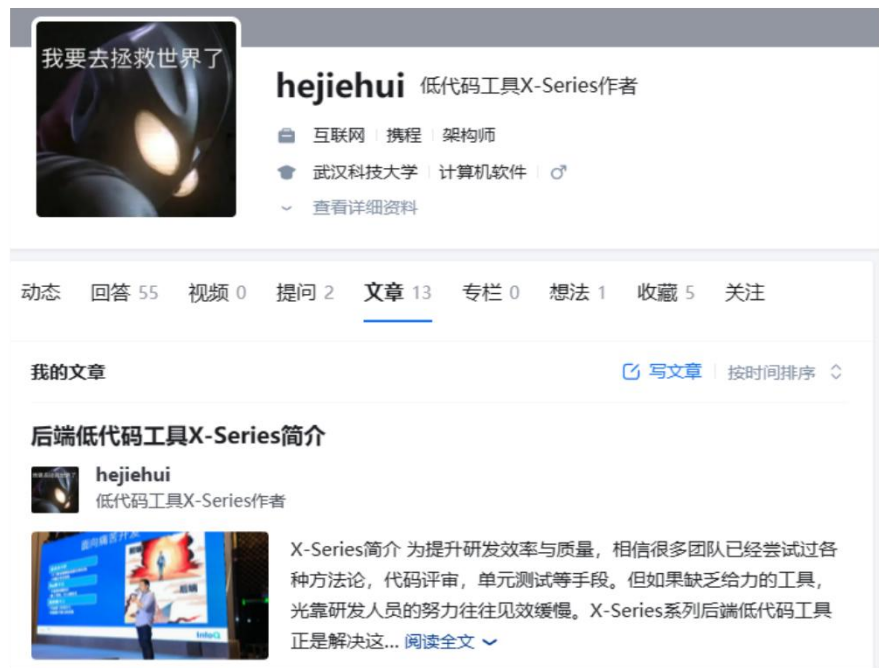 我要去拯救世界了
hejiehui 低代码工具X-Series作者
互联网 携程 架构师
武汉科技大学 计算机软件
查看详细资料
动态 回答 55 视频 0 提问 2 文章 13 专栏 0 想法 1 收藏 5 关注
我的文章 写文章 按时间排序
后端低代码工具X-Series简介
hejiehui
低代码工具X-Series作者
X-Series简介 为提升研发效率与质量，相信很多团队已经尝试过各
种方法论，代码评审，单元测试等手段。但如果缺乏给力的工具，
光靠研发人员的努力往往见效缓慢。X-Series系列后端低代码工具
正是解决这... 阅读全文
面向痛苦开发
后端
InfoQ